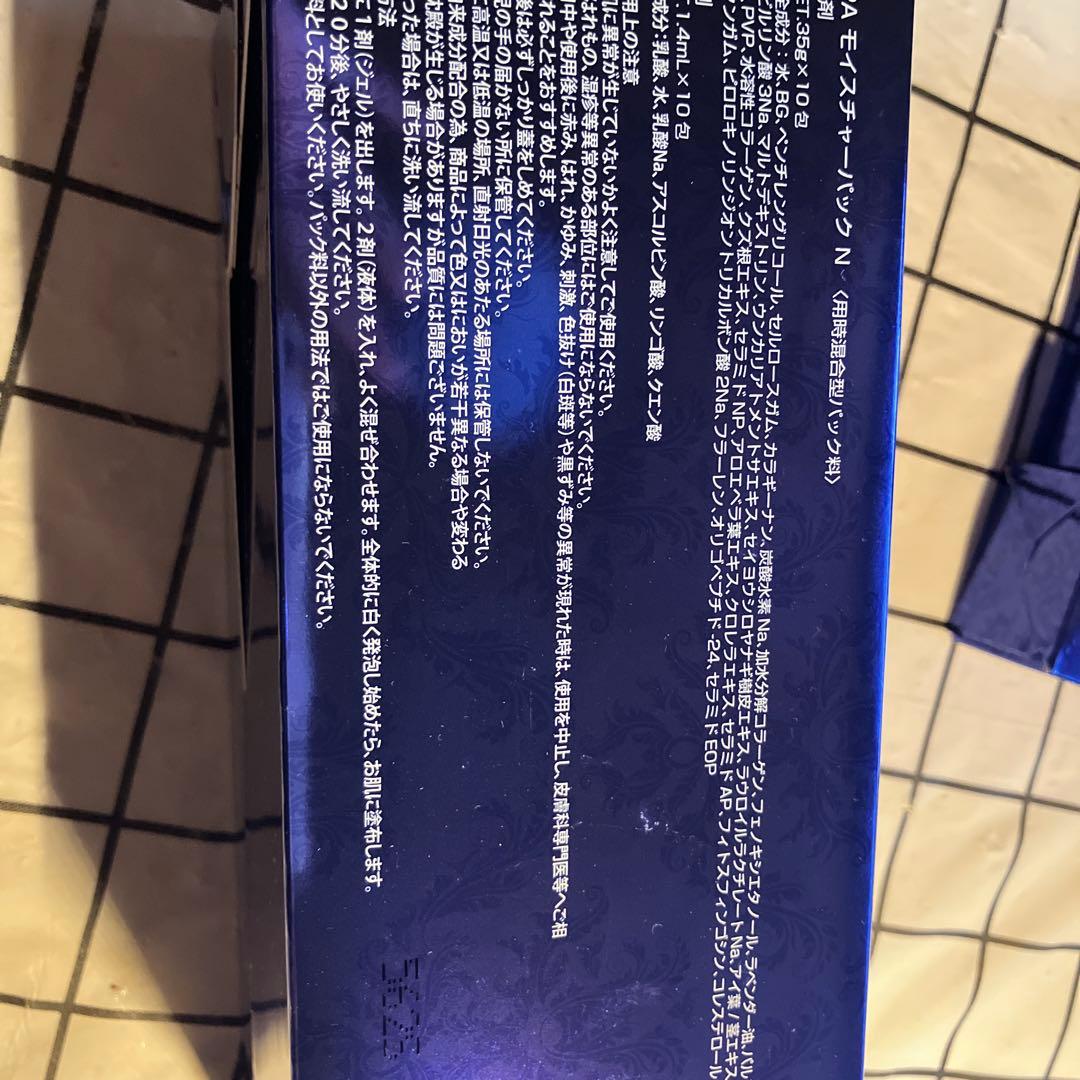 VA モイスチャーパック N 〈用時混合型パック料〉
剤
全成分：水、BG、ペンチレングリコール、セルロースガム、カラギーナン、炭酸水素Na、加水分解コラーゲン、フェノキシエタノール、ラベンダー油、パル
ビルリン酸3Na、マルトデキストリン、ウンカリアトメントサエキス、セイヨウシロヤナギ樹皮エキス、ラウロイルラクチレートNa、アイ葉/茎エキス
、PVP、水溶性コラーゲン、クズ根エキス、セラミドNP、アロエベラ葉エキス、クロレラエキス、セラミドAP、フィトスフィンゴシン、コレステロール
ンガム、ピロロキノリンジオントリカルボン酸2Na、フラーレン、オリゴペプチド-24、セラミドEOP
ET.35g×10包
剤
成分：乳酸、水、乳酸Na、アスコルビン酸、リンゴ酸、クエン酸
T.1.4mL×10包
用上の注意
肌に異常が生じていないかよく注意してご使用ください。
はれもの、湿疹等異常のある部位にはご使用にならないでください。
用中や使用後に赤み、はれ、かゆみ、刺激、色抜け（白斑等）や黒ずみ等の異常が現れた時は、使用を中止し、皮膚科専門医等へご相
れることをおすすめします。
後は必ずしっかり蓋をしめてください。
児の手の届かない所に保管してください。
に高温又は低温の場所、直射日光のあたる場所には保管しないでください。
由来成分配合の為、商品によって色又はにおいが若干異なる場合や変わる
沈殿が生じる場合がありますが品質には問題ございません。
った場合は、直ちに洗い流してください。
方法
に1剤（ジェル）を出します。2剤（液体）を入れ、よく混ぜ合わせます。全体的に白く発泡し始めたら、お肌に塗布します。
20分後、やさしく洗い流してください。
料としてお使いください。パック料以外の用法ではご使用にならないでください。